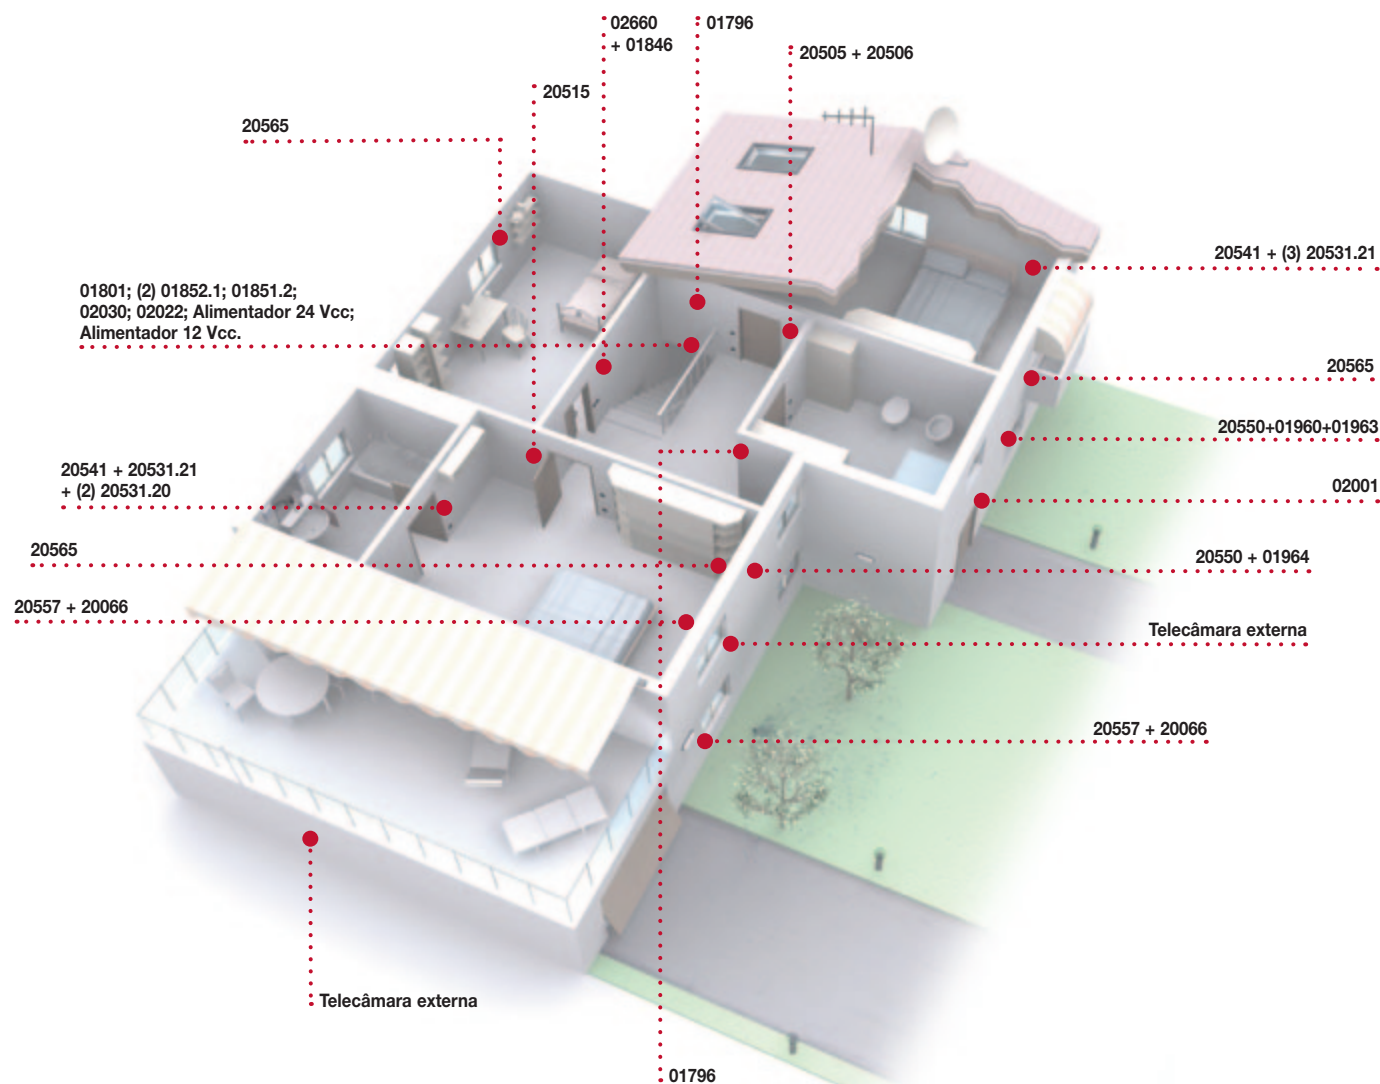 02660
+ 01846
01796
20505 + 20506
20515
20565
20541 + (3) 20531.21
01801; (2) 01852.1; 01851.2;
02030; 02022; Alimentador 24 Vcc;
Alimentador 12 Vcc.
20565
20550+01960+01963
20541 + 20531.21
+ (2) 20531.20
02001
20565
20550 + 01964
20557 + 20066
Telecâmara externa
20557 + 20066
Telecâmara externa
01796